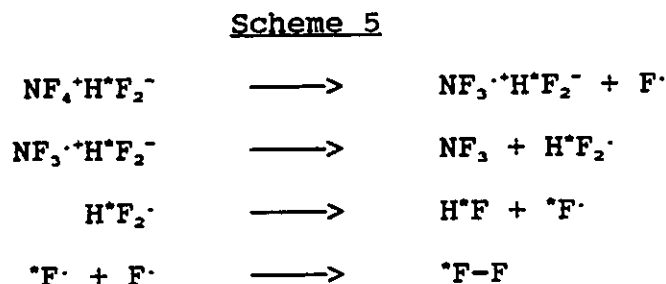 Scheme 5
NF₄⁺H*F₂⁻ ———> NF₃·⁺H*F₂⁻ + F·
NF₃·⁺H*F₂⁻ ———> NF₃ + H*F₂·
H*F₂· ———> H*F + *F·
*F· + F· ———> *F-F